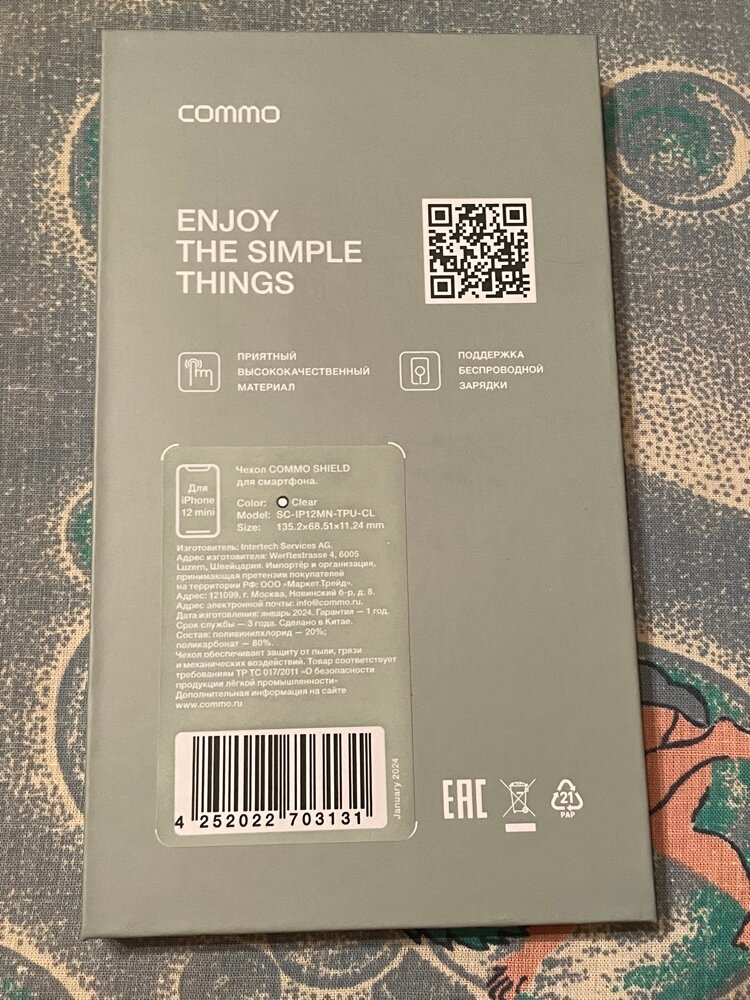 COMMO
ENJOY
THE SIMPLE
THINGS
ПРИЯТНЫЙ
ВЫСОКОКАЧЕСТВЕННЫЙ
МАТЕРИАЛ
ПОДДЕРЖКА
БЕСПРОВОДНОЙ
ЗАРЯДКИ
Для
iPhone
12 mini
Чехол COMMO SHIELD
для смартфона.
Color: Clear
Model: SC-IP12MN-TPU-CL
Size: 135.2x68.51x11.24 mm
Изготовитель: Intertech Services AG.
Адрес изготовителя: Werftestrasse 4, 6005
Luzern, Швейцария. Импортёр и организация,
принимающая претензии покупателей
на территории РФ: ООО «Маркет.Трейд».
Адрес: 121099, г. Москва, Новинский б-р, д. 8.
Адрес электронной почты: info@commo.ru.
Дата изготовления: январь 2024. Гарантия — 1 год.
Срок службы — 3 года. Сделано в Китае.
Состав: поливинилхлорид — 20%;
поликарбонат — 80%.
Чехол обеспечивает защиту от пыли, грязи
и механических воздействий. Товар соответствует
требованиям ТР ТС 017/2011 «О безопасности
продукции лёгкой промышленности»
Дополнительная информация на сайте
www.commo.ru
4 252022 703131
January 2024
EAC
21
PAP